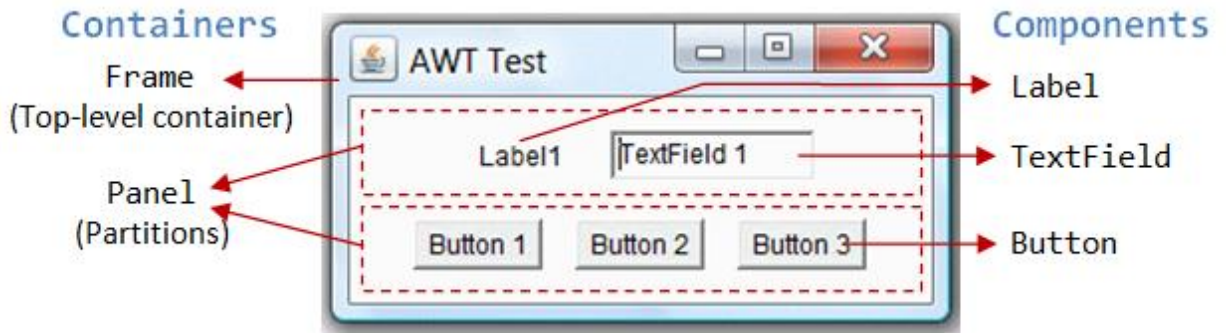 Containers
Frame
(Top-level container)
Panel
(Partitions)
AWT Test
Label1
TextField 1
Button 1
Button 2
Button 3
Components
Label
TextField
Button